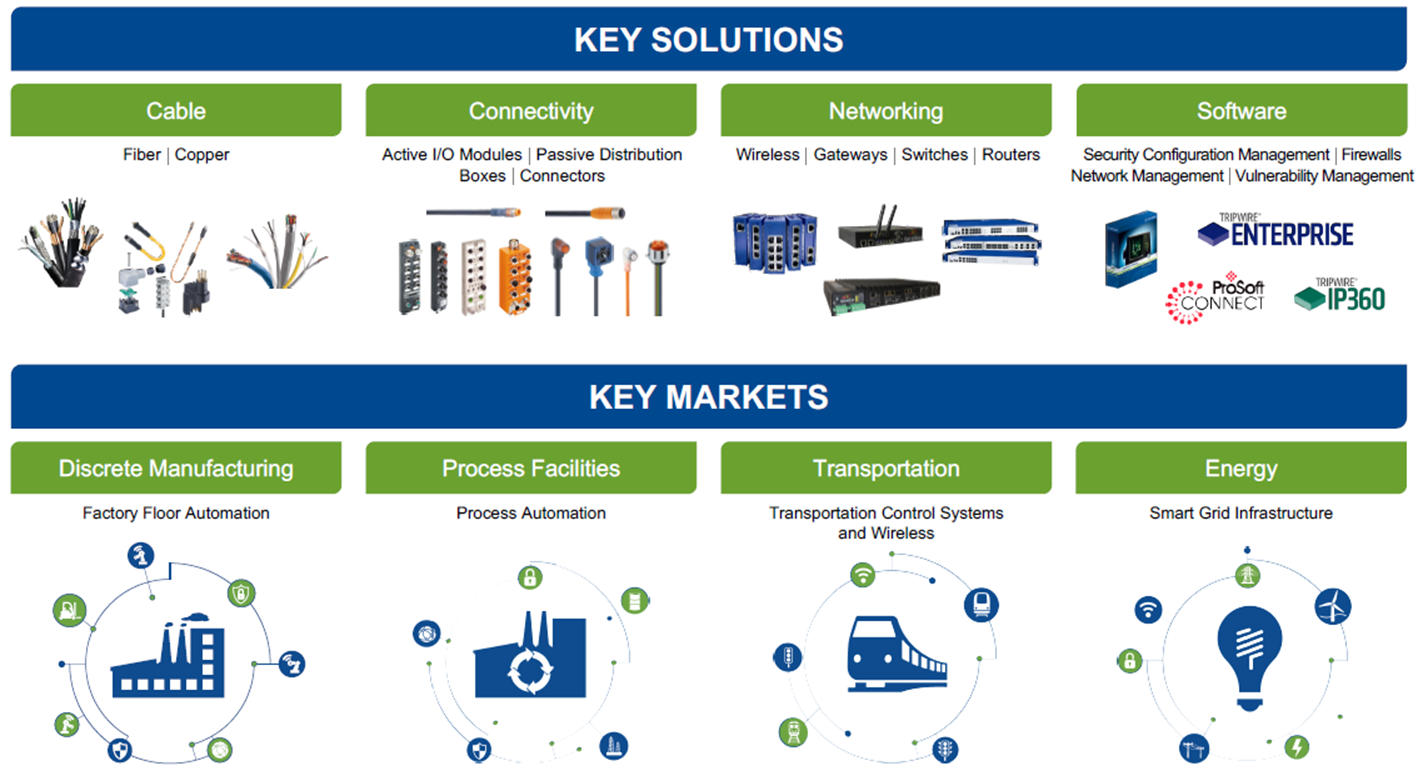 KEY SOLUTIONS
Cable
Fiber | Copper
Connectivity
Active I/O Modules | Passive Distribution
Boxes | Connectors
Networking
Wireless | Gateways | Switches | Routers
Software
Security Configuration Management | Firewalls
Network Management | Vulnerability Management
TRIPWIRE
ENTERPRISE
ProSoft
CONNECT
TRIPWIRE
IP360
KEY MARKETS
Discrete Manufacturing
Factory Floor Automation
Process Facilities
Process Automation
Transportation
Transportation Control Systems
and Wireless
Energy
Smart Grid Infrastructure